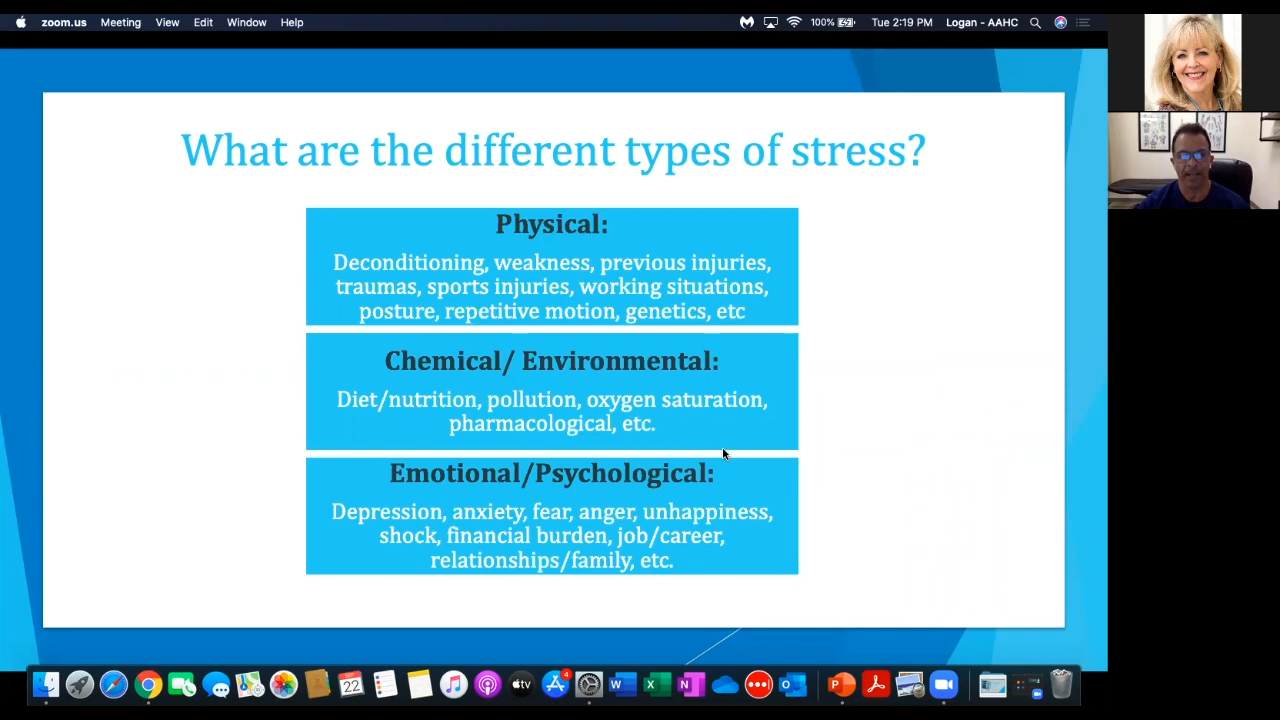 zoom.us Meeting View Edit Window Help 100% Tue 2:19 PM Logan - AAHC
What are the different types of stress?
Physical:
Deconditioning, weakness, previous injuries,
traumas, sports injuries, working situations,
posture, repetitive motion, genetics, etc
Chemical/ Environmental:
Diet/nutrition, pollution, oxygen saturation,
pharmacological, etc.
Emotional/Psychological:
Depression, anxiety, fear, anger, unhappiness,
shock, financial burden, job/career,
relationships/family, etc.
22 tv 4 W X N O P